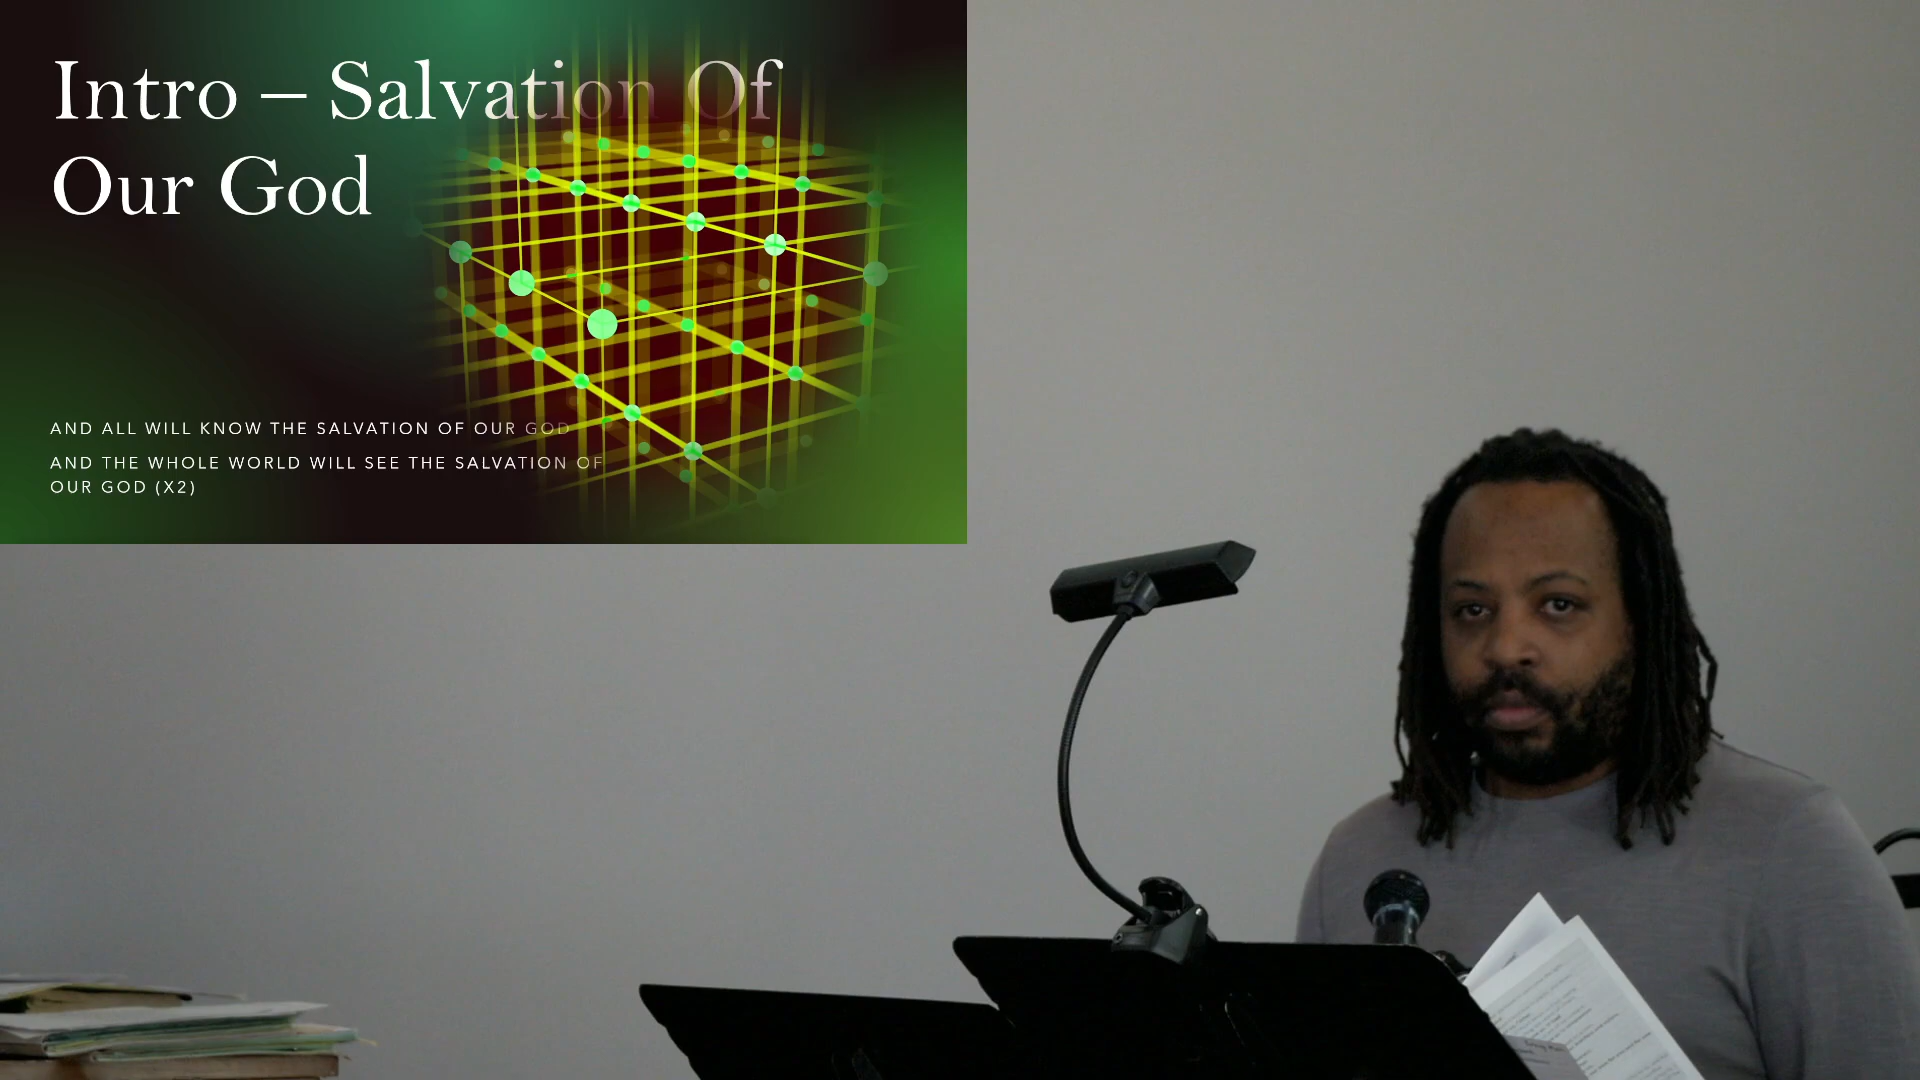 Intro – Salvation Of
Our God
AND ALL WILL KNOW THE SALVATION OF OUR GOD
AND THE WHOLE WORLD WILL SEE THE SALVATION OF
OUR GOD (X2)